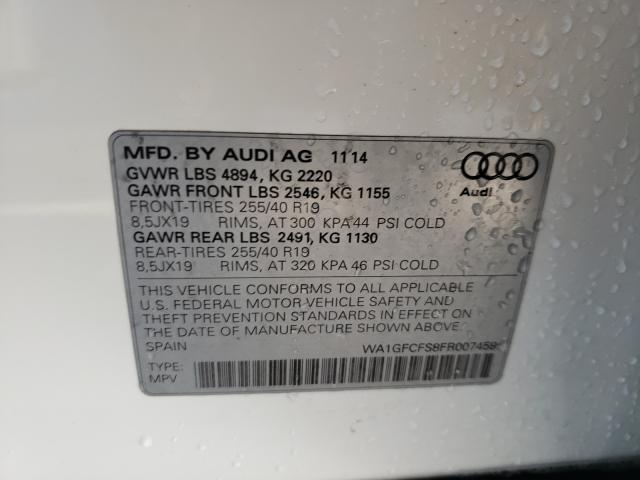 MFD. BY AUDI AG 11 14
GVWR LBS 4894, KG 2220
GAWR FRONT LBS 2546, KG 1155
FRONT-TIRES 255/40 R19
8,5JX19 RIMS, AT 300 KPA 44 PSI COLD
GAWR REAR LBS 2491, KG 1130
REAR-TIRES 255/40 R19
8,5JX19 RIMS, AT 320 KPA 46 PSI COLD
Audi
THIS VEHICLE CONFORMS TO ALL APPLICABLE
U.S. FEDERAL MOTOR VEHICLE SAFETY AND
THEFT PREVENTION STANDARDS IN EFFECT ON
THE DATE OF MANUFACTURE SHOWN ABOVE.
SPAIN WA1GFCFS8FR007459
TYPE:
MPV